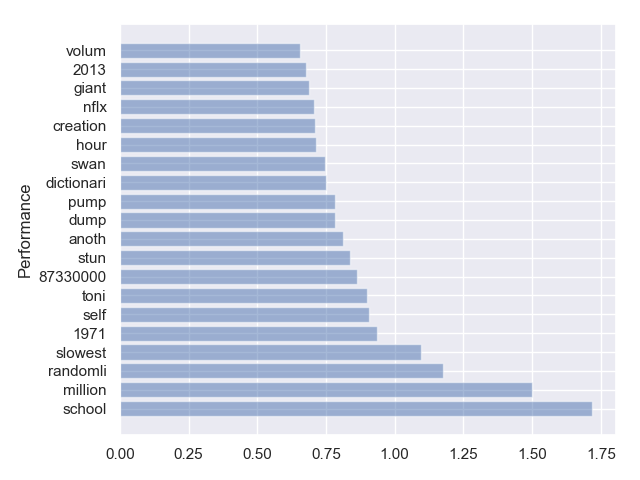 volum
2013
giant
nflx
creation
hour
swan
dictionari
pump
dump
anoth
stun
87330000
toni
self
1971
slowest
randomli
million
school
Performance
0.00 0.25 0.50 0.75 1.00 1.25 1.50 1.75